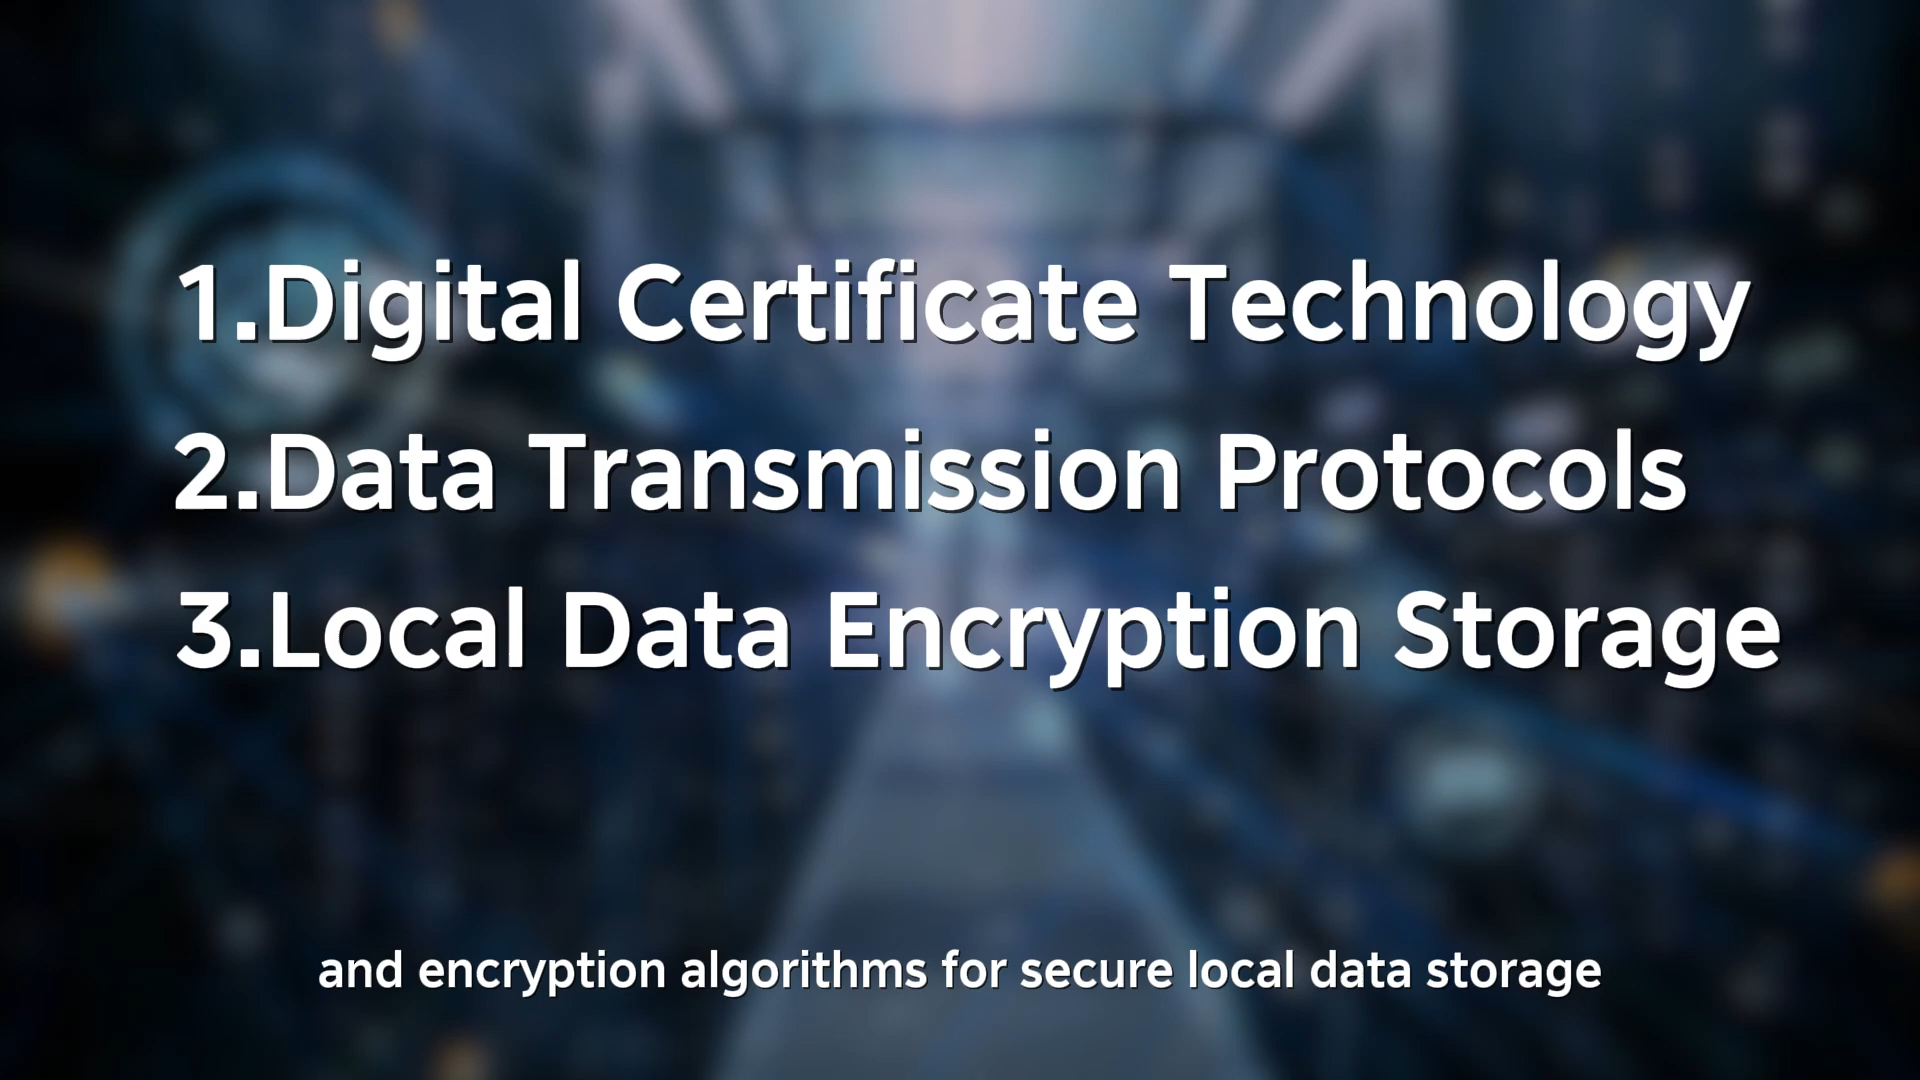 1.Digital Certificate Technology
2.Data Transmission Protocols
3.Local Data Encryption Storage
and encryption algorithms for secure local data storage